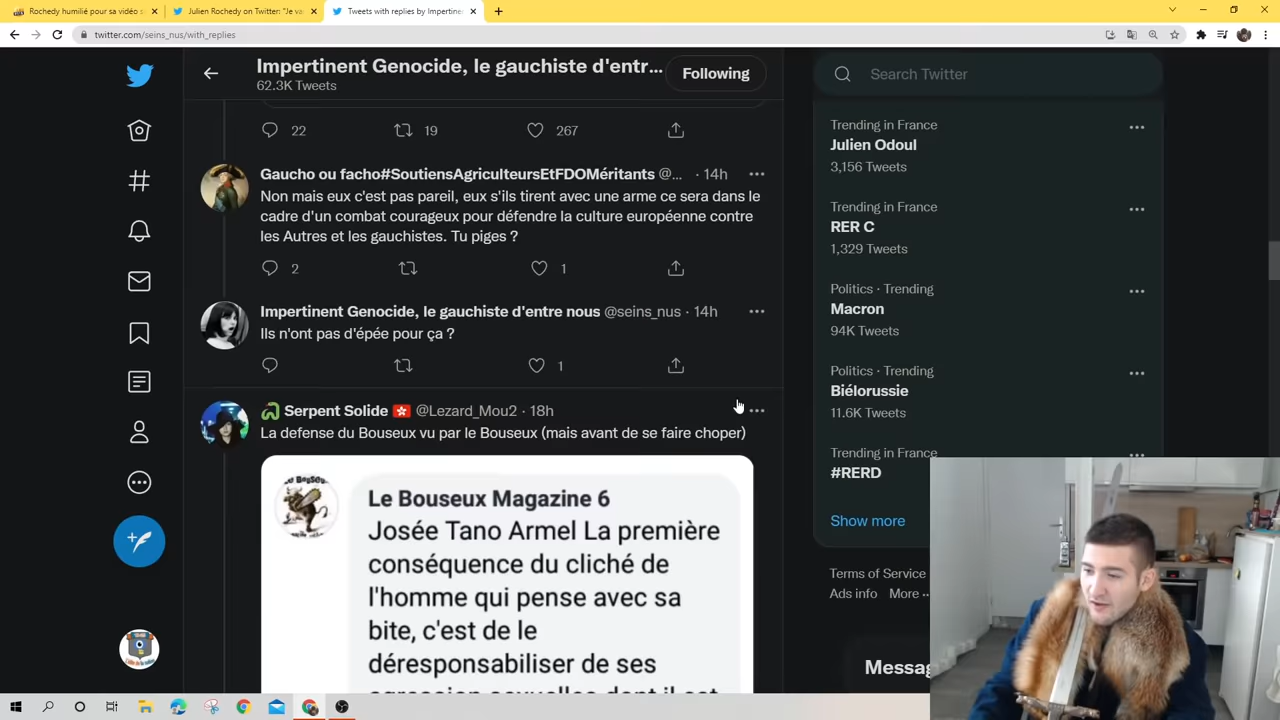 Rochedy humilié pour sa vidéo s
Julien Rochedy on Twitter: "Je va
Tweets with replies by Impertine
twitter.com/seins_nus/with_replies
Impertinent Genocide, le gauchiste d'entr...
62.3K Tweets
Following
22 19 267
Gaucho ou facho#SoutiensAgriculteursEtFDOMéritants @... · 14h
Non mais eux c'est pas pareil, eux s'ils tirent avec une arme ce sera dans le
cadre d'un combat courageux pour défendre la culture européenne contre
les Autres et les gauchistes. Tu piges ?
2 1
Impertinent Genocide, le gauchiste d'entre nous @seins_nus · 14h
Ils n'ont pas d'épée pour ça ?
1
Serpent Solide @Lezard_Mou2 · 18h
La defense du Bouseux vu par le Bouseux (mais avant de se faire choper)
Le Bouseux Magazine 6
Josée Tano Armel La première
conséquence du cliché de
l'homme qui pense avec sa
bite, c'est de le
déresponsabiliser de ses
agression sexuelles dont il est
Search Twitter
Trending in France
Julien Odoul
3,156 Tweets
Trending in France
RER C
1,329 Tweets
Politics · Trending
Macron
94K Tweets
Politics · Trending
Biélorussie
11.6K Tweets
Trending in France
#RERD
Show more
Terms of Service
Ads info More ··
Messag